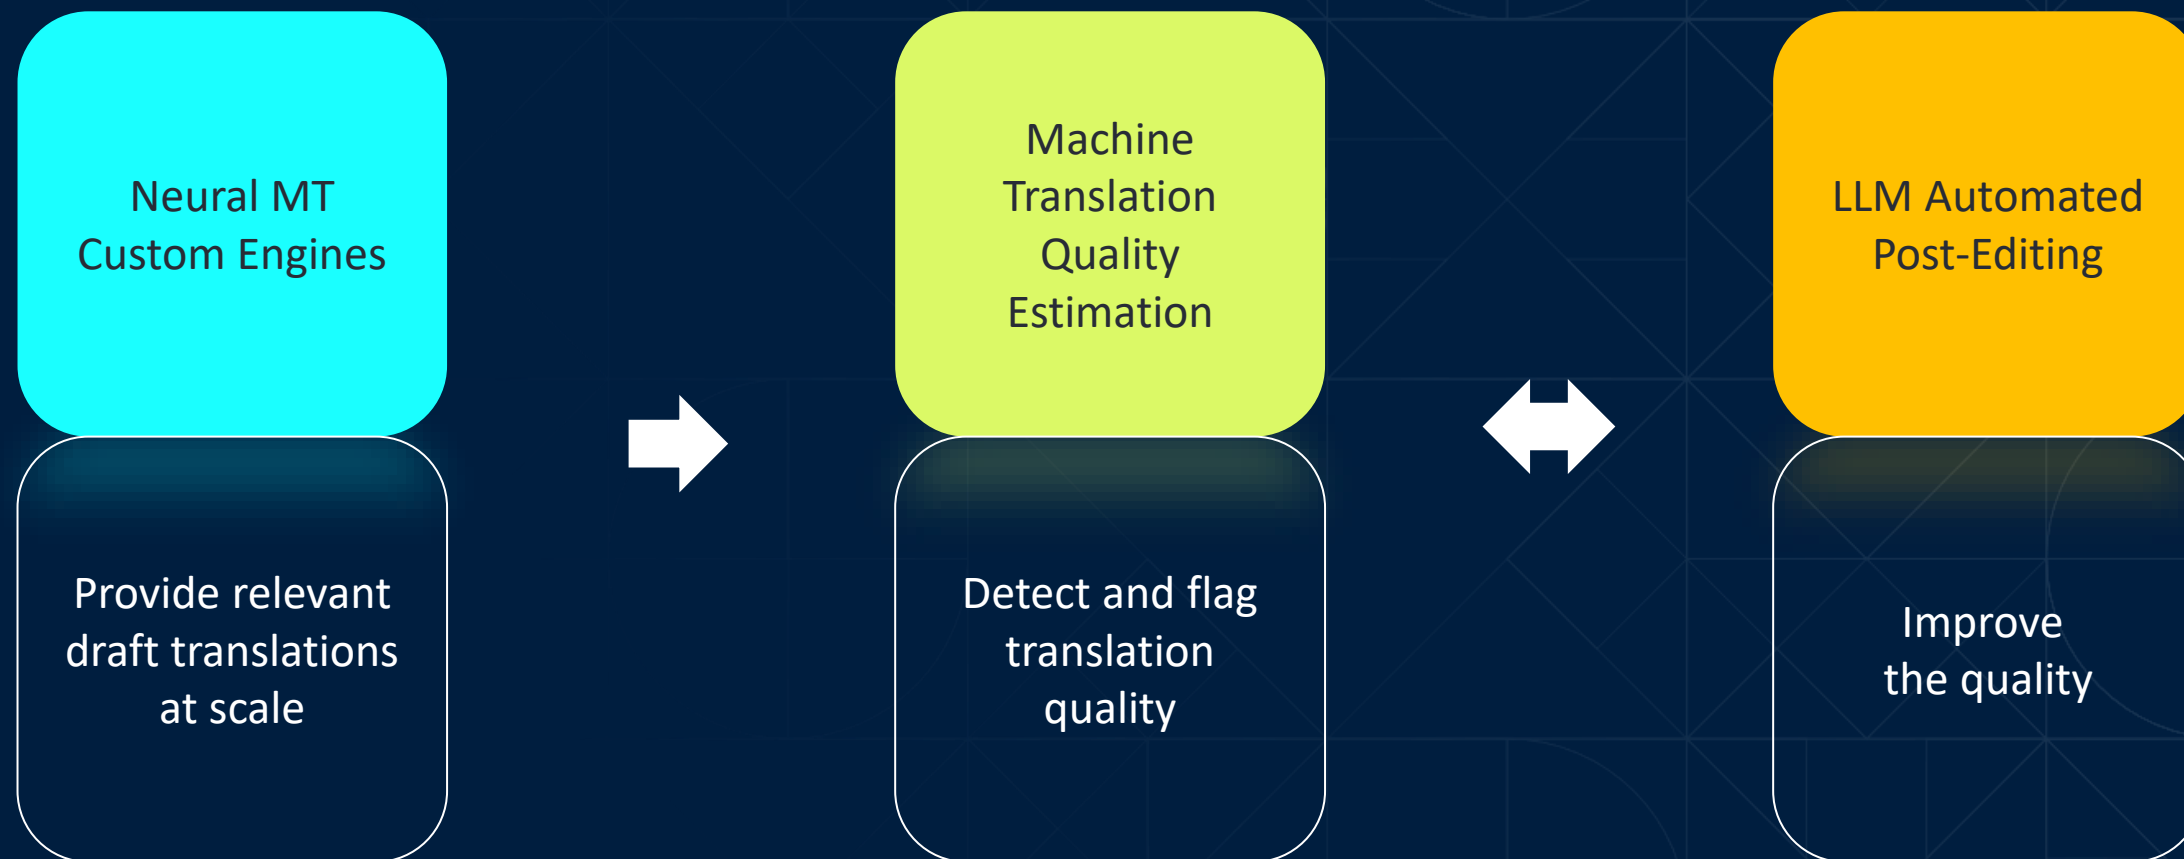 Neural MT
Custom Engines
Provide relevant
draft translations
at scale
Machine
Translation
Quality
Estimation
Detect and flag
translation
quality
LLM Automated
Post-Editing
Improve
the quality